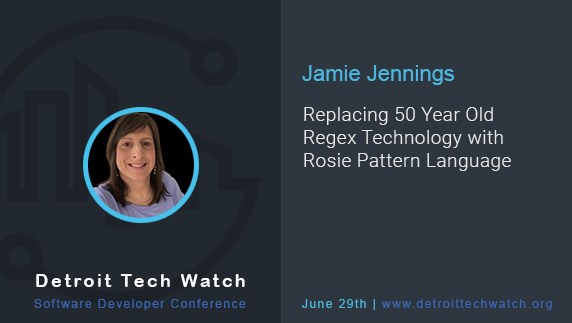 Jamie Jennings
Replacing 50 Year Old
Regex Technology with
Rosie Pattern Language
Detroit Tech Watch
Software Developer Conference
June 29th | www.detroittechwatch.org